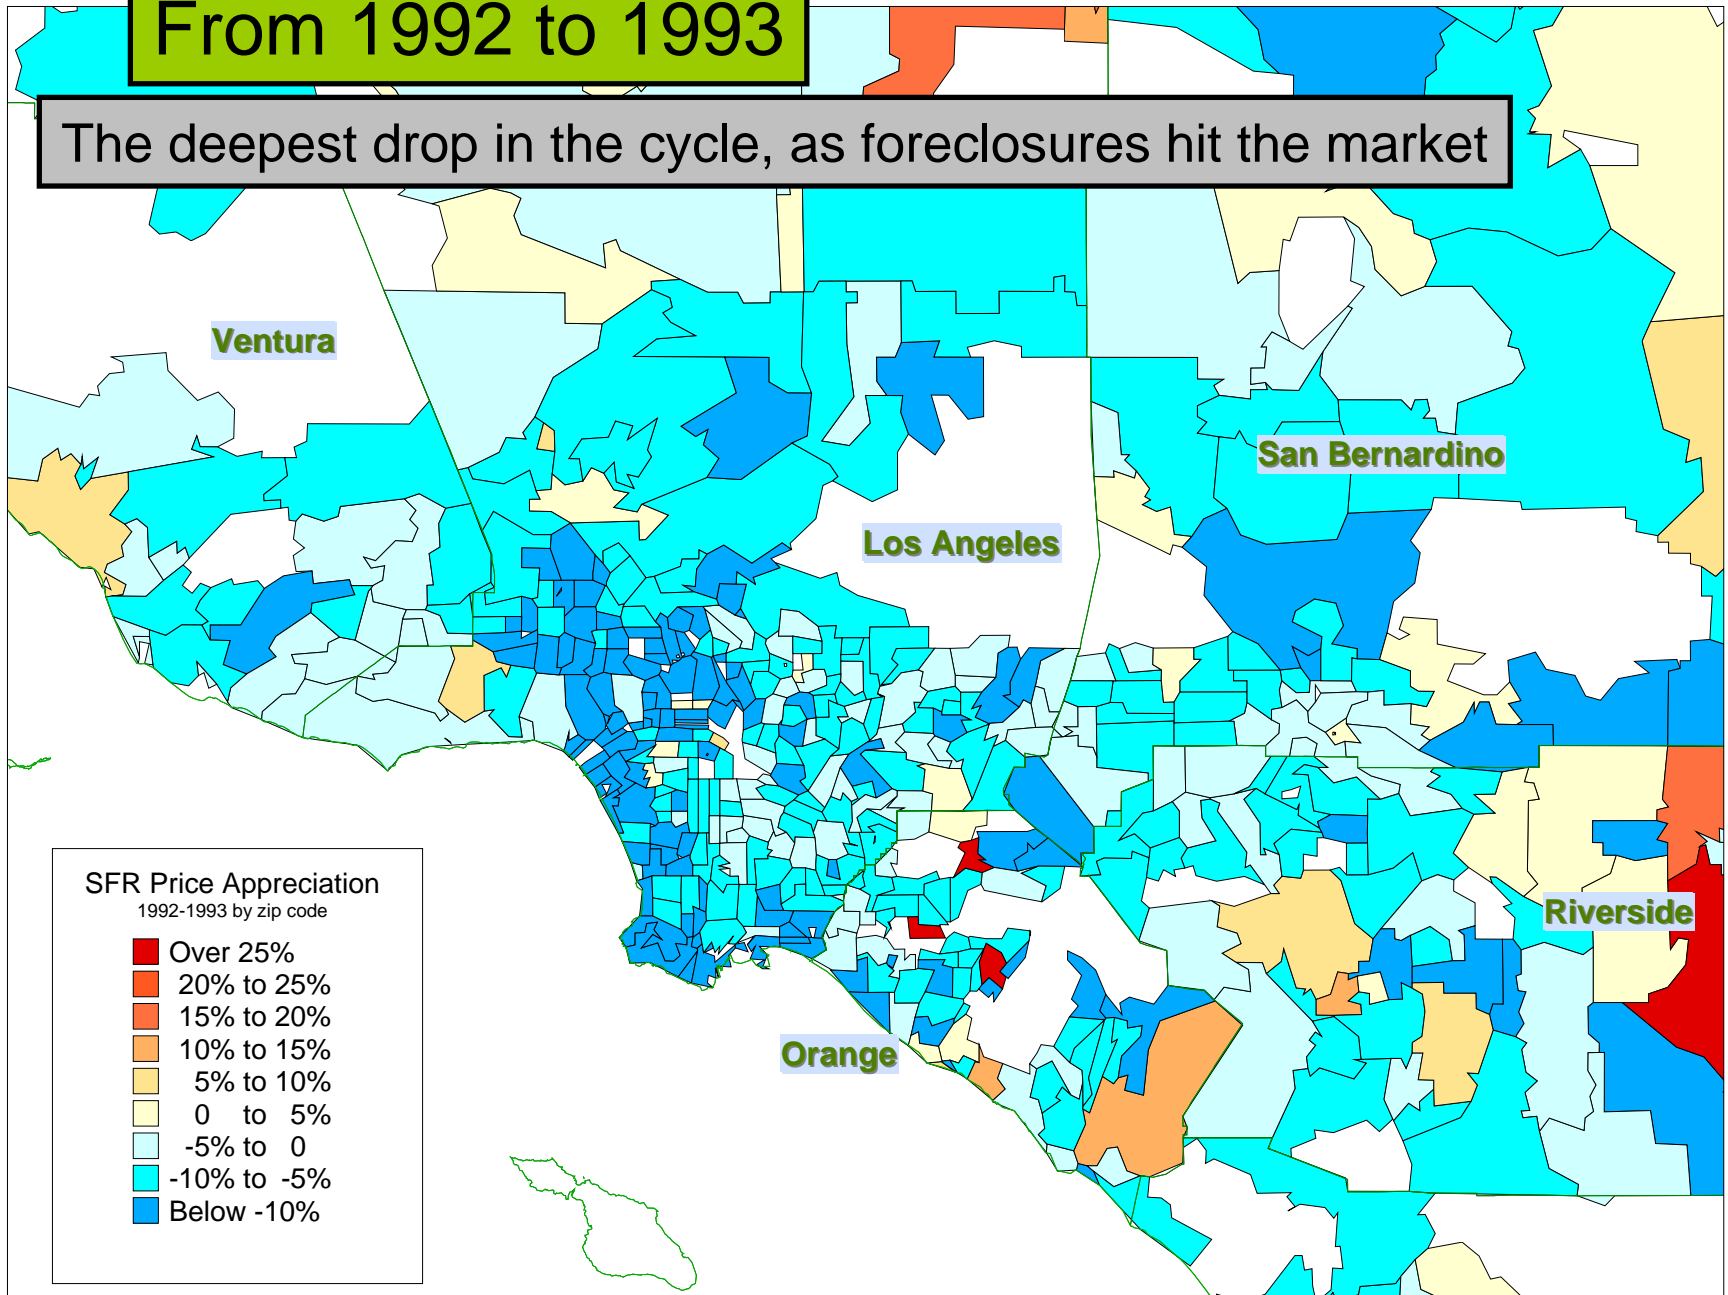 From 1992 to 1993
The deepest drop in the cycle, as foreclosures hit the market
Ventura
San Bernardino
Los Angeles
Riverside
Orange
SFR Price Appreciation
1992-1993 by zip code
Over 25%
20% to 25%
15% to 20%
10% to 15%
5% to 10%
0 to 5%
-5% to 0
-10% to -5%
Below -10%